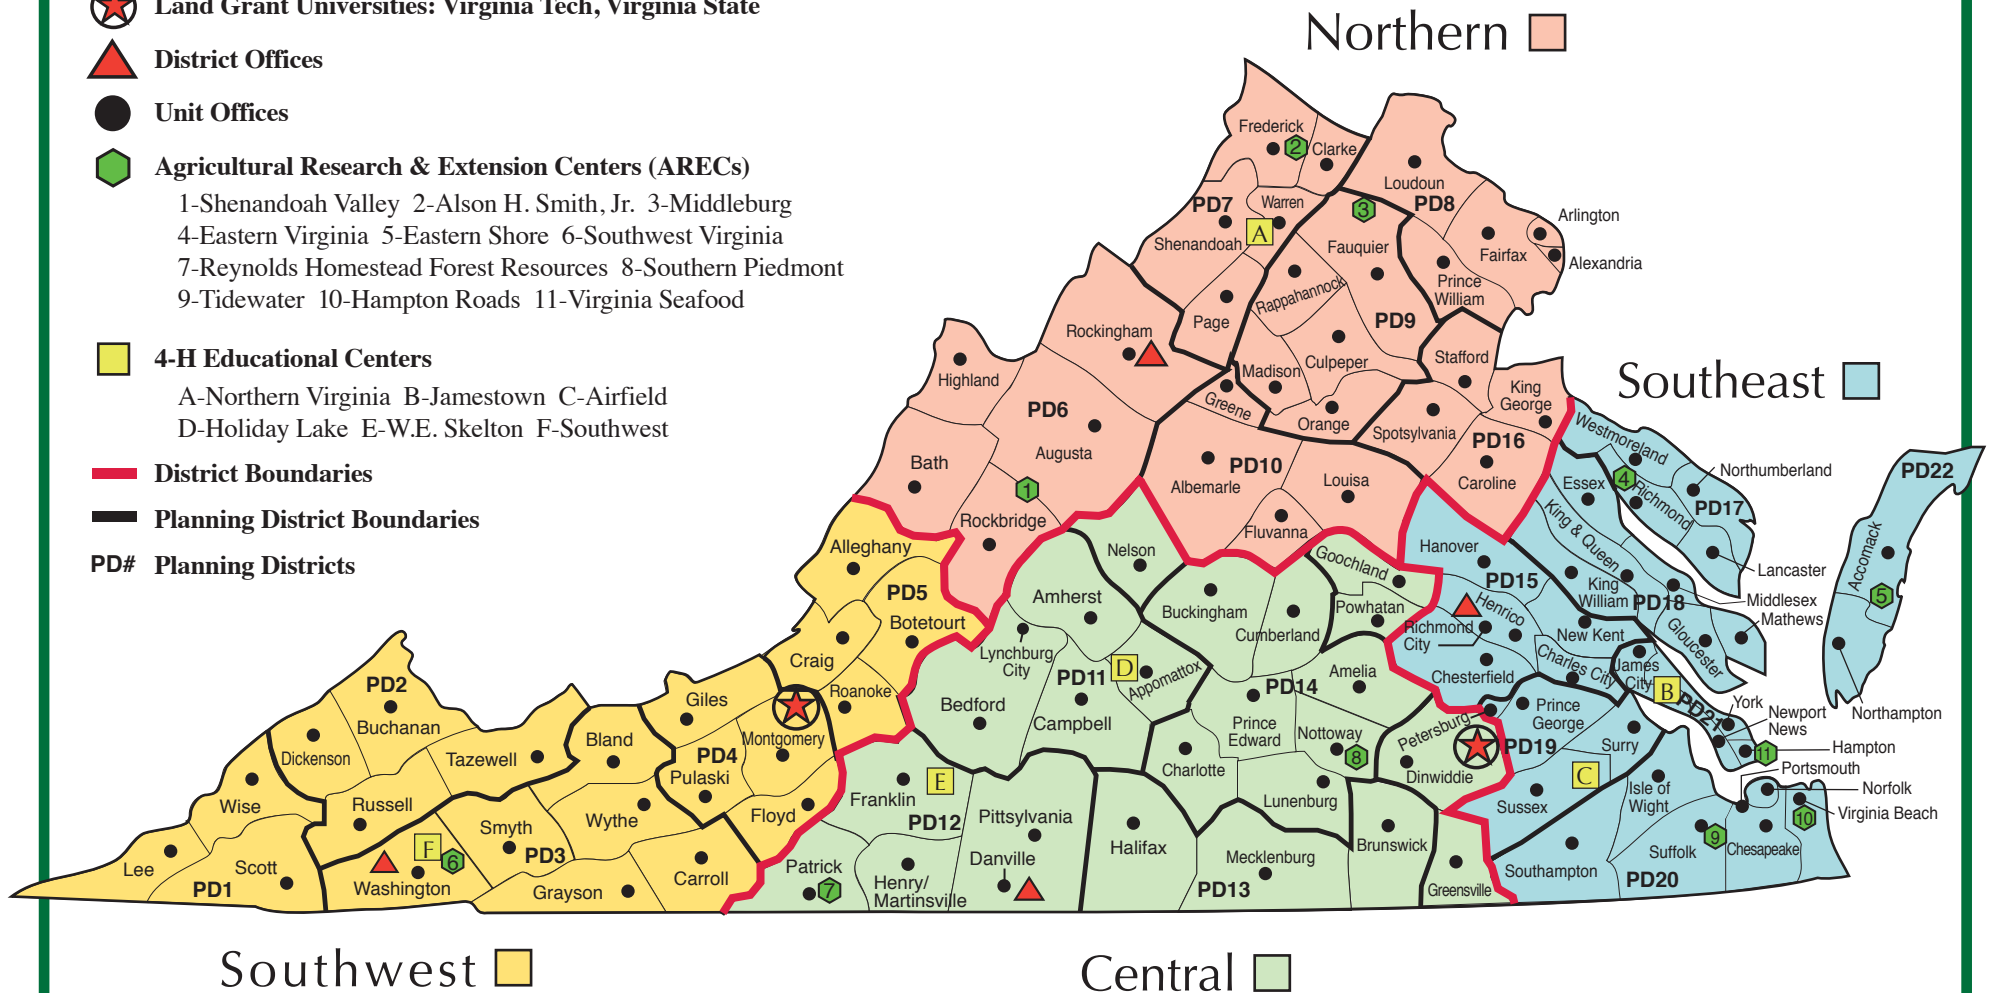 Land Grant Universities: Virginia Tech, Virginia State
District Offices
Unit Offices
Agricultural Research & Extension Centers (ARECs)
1-Shenandoah Valley 2-Alson H. Smith, Jr. 3-Middleburg
4-Eastern Virginia 5-Eastern Shore 6-Southwest Virginia
7-Reynolds Homestead Forest Resources 8-Southern Piedmont
9-Tidewater 10-Hampton Roads 11-Virginia Seafood
4-H Educational Centers
A-Northern Virginia B-Jamestown C-Airfield
D-Holiday Lake E-W.E. Skelton F-Southwest
District Boundaries
Planning District Boundaries
PD# Planning Districts
Northern
Frederick
2
Clarke
Loudoun
PD8
PD7
Warren
3
A
Shenandoah
Fauquier
Arlington
Fairfax
Alexandria
Prince
William
Rappahannock
Page
PD9
Rockingham
Culpeper
Stafford
Madison
Highland
King
George
Greene
Orange
Spotsylvania
PD16
PD6
Augusta
Bath
PD10
Albemarle
Louisa
Caroline
1
Rockbridge
Fluvanna
Southeast
Westmoreland
Northumberland
4
Richmond
PD17
Essex
King & Queen
Lancaster
PD22
Accomack
5
Northampton
Hanover
PD15
King
William
PD18
Middlesex
Mathews
Henrico
Richmond
City
New Kent
Gloucester
Chesterfield
Charles City
James
City
B
PD21
York
Newport
News
11
Hampton
Portsmouth
Norfolk
Virginia Beach
10
Prince
George
Petersburg
PD19
Surry
C
Sussex
Isle of
Wight
9
Suffolk
Chesapeake
Southampton
PD20
Alleghany
PD5
Botetourt
Craig
Roanoke
Giles
Montgomery
PD4
Pulaski
Floyd
PD2
Buchanan
Dickenson
Tazewell
Bland
Wise
Russell
Smyth
Wythe
PD3
F
6
Washington
Lee
Scott
PD1
Grayson
Carroll
Southwest
Nelson
Amherst
Goochland
Buckingham
Powhatan
Cumberland
Lynchburg
City
D
PD11
Appomattox
Amelia
PD14
Bedford
Campbell
Prince
Edward
Nottoway
8
Dinwiddie
Charlotte
Lunenburg
E
Franklin
PD12
Pittsylvania
Halifax
Brunswick
Patrick
7
Henry/
Martinsville
Danville
Mecklenburg
PD13
Greensville
Central